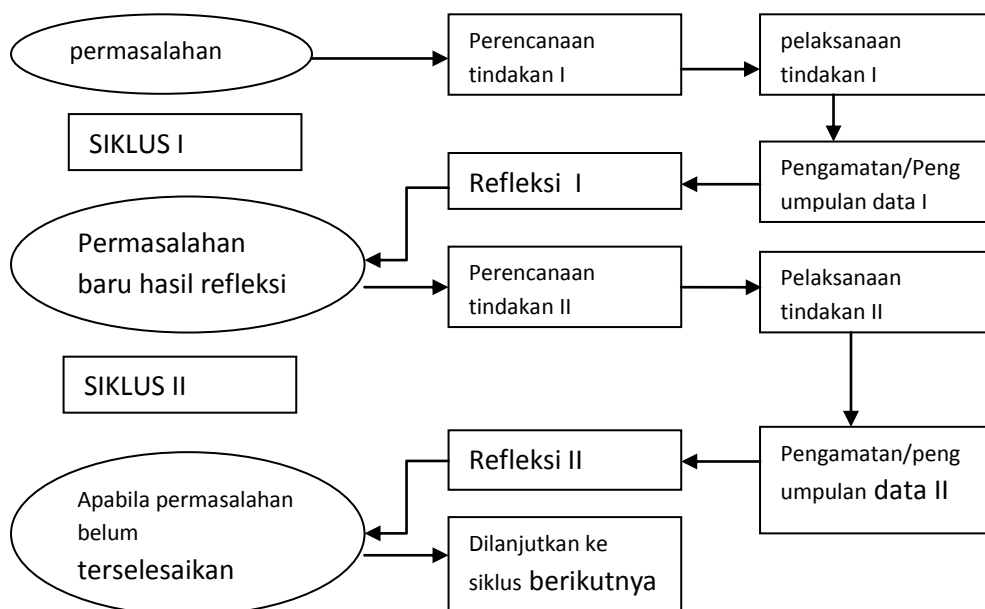 permasalahan
Perencanaan
tindakan I
pelaksanaan
tindakan I
SIKLUS I
Refleksi I
Pengamatan/Peng
umpulan data I
Permasalahan
baru hasil refleksi
Perencanaan
tindakan II
Pelaksanaan
tindakan II
SIKLUS II
Refleksi II
Pengamatan/peng
umpulan data II
Apabila permasalahan
belum
terselesaikan
Dilanjutkan ke
siklus berikutnya